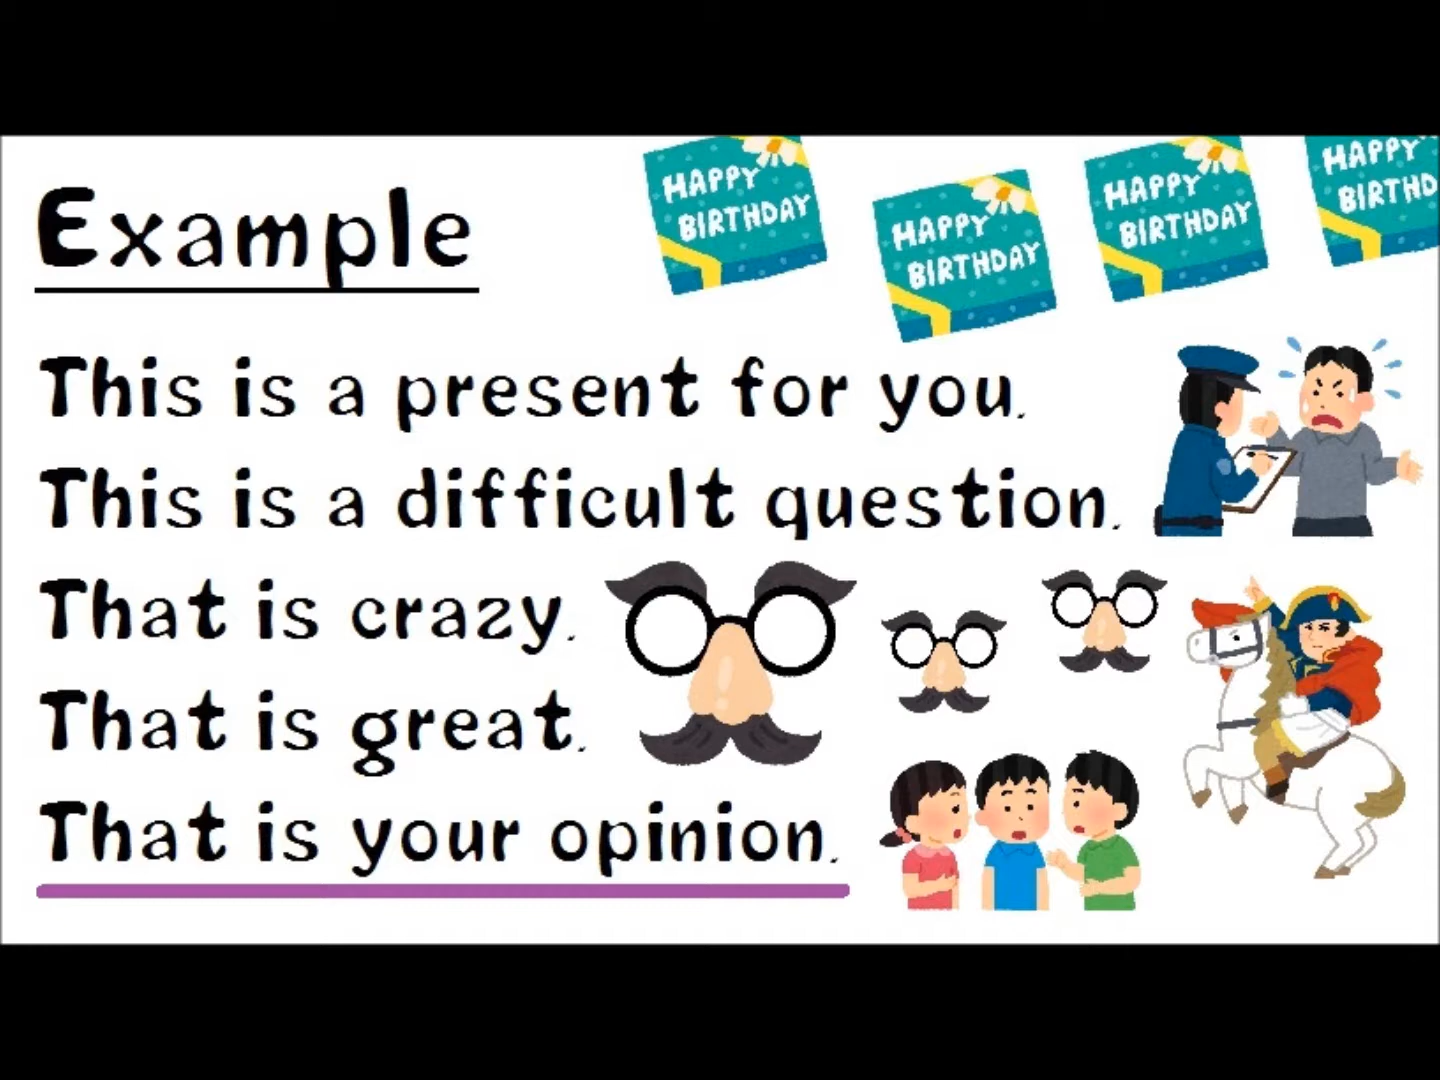 Example
HAPPY
BIRTHDAY
HAPPY
BIRTHDAY
HAPPY
BIRTHDAY
HAPPY
BIRTHD
This is a present for you.
This is a difficult question.
That is crazy.
That is great.
That is your opinion.